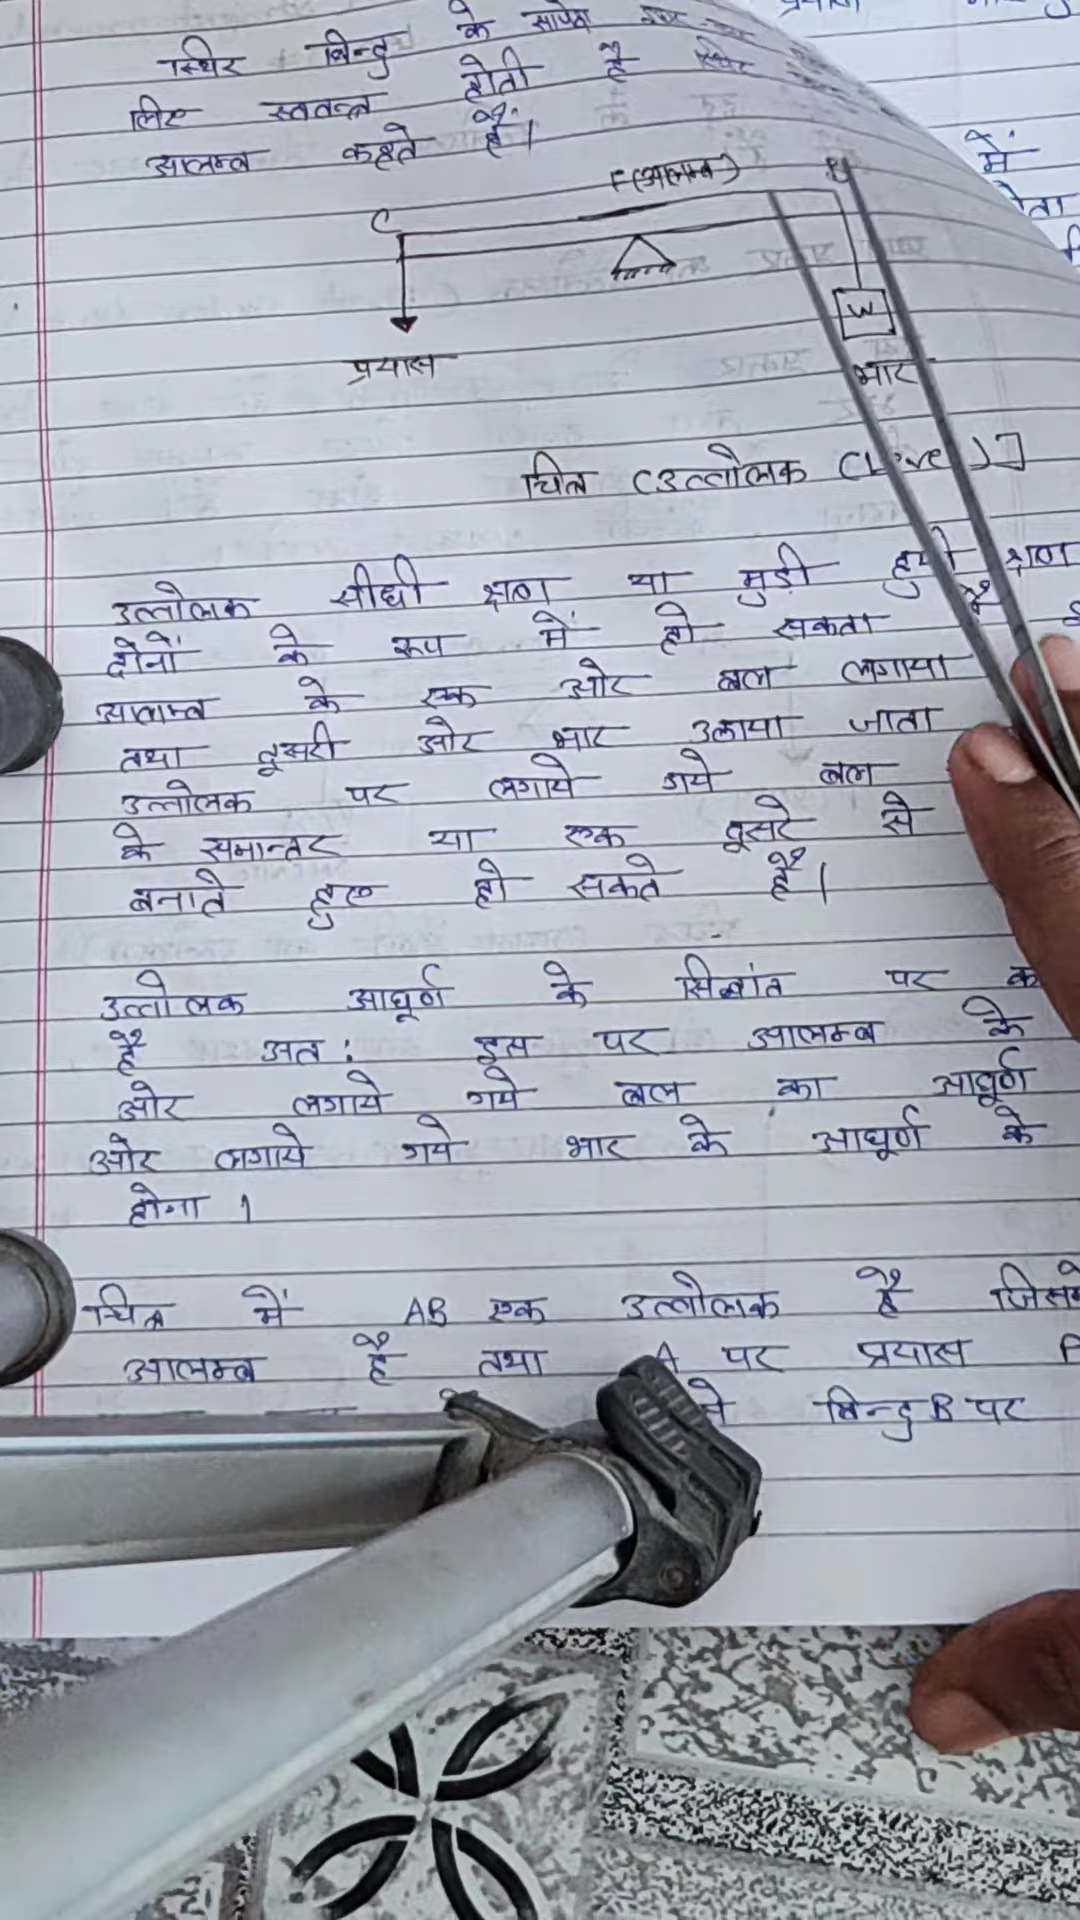 स्थिर बिन्दु के सापेक्ष
लिए स्वतन्त्र होती है
आलम्ब कहते हैं।
F(आलम्ब)
C
W
प्रयास
भार
चित्र (उत्तोलक (Lever)]
उत्तोलक सीधी छण या मुड़ी हुयी छण
दोनों के रूप में हो सकता है
आलम्ब के एक ओर बल लगाया
तथा दूसरी ओर भार उठाया जाता
उत्तोलक पर लगाये गये बल
के समान्तर या एक दूसरे से
बनाते हुए हो सकते हैं।
उत्तोलक आघूर्ण के सिद्धांत पर क
है अत: इस पर आलम्ब के
ओर लगाये गये बल का आघूर्ण
ओर लगाये गये भार के आघूर्ण के
होगा।
चित्र में AB एक उत्तोलक है जिसमे
आलम्ब है तथा A पर प्रयास P
ने बिन्दु B पर
में